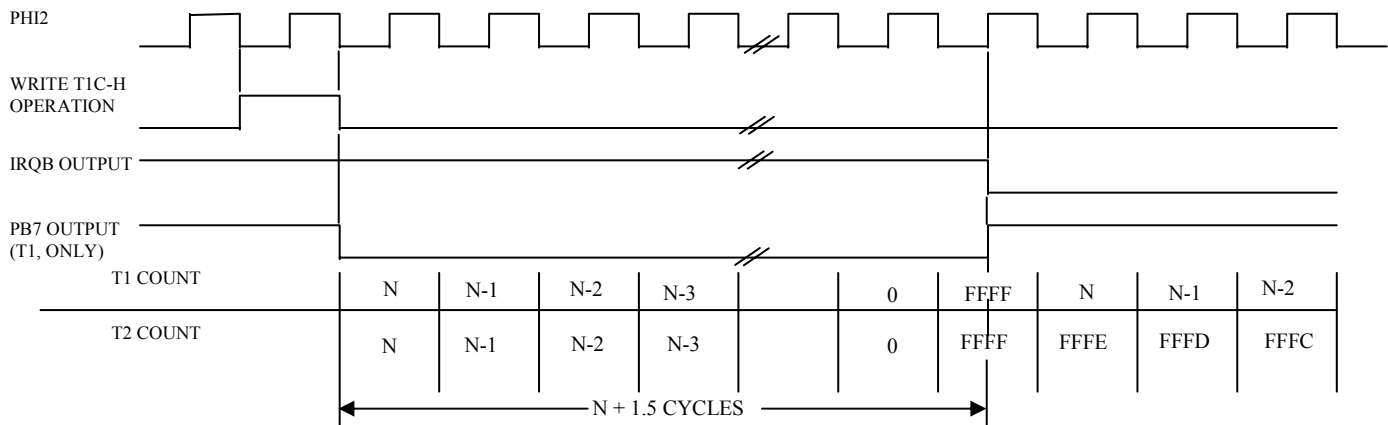 PHI2
WRITE T1C-H
OPERATION
IRQB OUTPUT
PB7 OUTPUT
(T1, ONLY)
T1 COUNT N N-1 N-2 N-3 0 FFFF N N-1 N-2
T2 COUNT N N-1 N-2 N-3 0 FFFF FFFE FFFD FFFC
N + 1.5 CYCLES